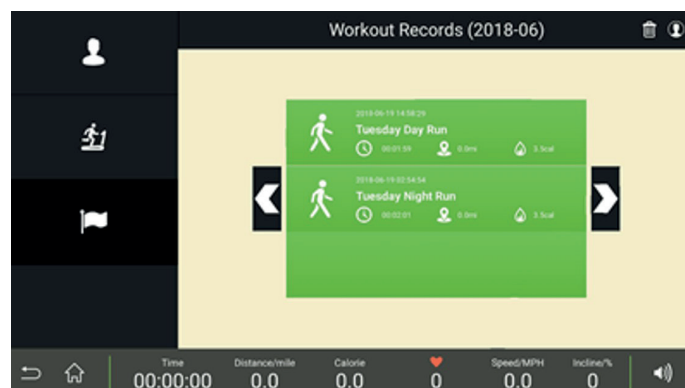 Workout Records (2018-06)
2018-06-19 14:58:29
Tuesday Day Run
00:01:59 0.0mi 3.5cal
2018-06-19 02:54:54
Tuesday Night Run
00:02:01 0.0mi 3.5cal
Time Distance/mile Calorie Speed/MPH Incline/%
00:00:00 0.0 0.0 0 0.0 0